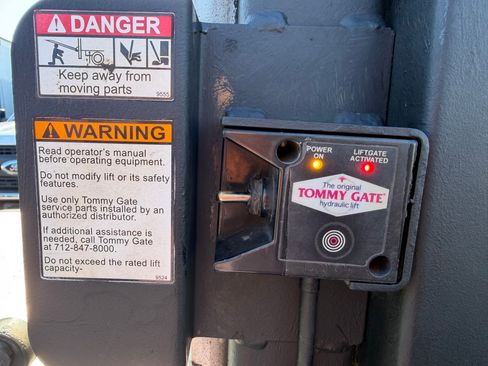 DANGER
Keep away from
moving parts
9555
WARNING
Read operator's manual
before operating equipment.
Do not modify lift or its safety
features.
Use only Tommy Gate
service parts installed by an
authorized distributor.
If additional assistance is
needed, call Tommy Gate
at 712-847-8000.
Do not exceed the rated lift
capacity-
9524
POWER
ON
LIFTGATE
ACTIVATED
The original
TOMMY GATE
hydraulic lift